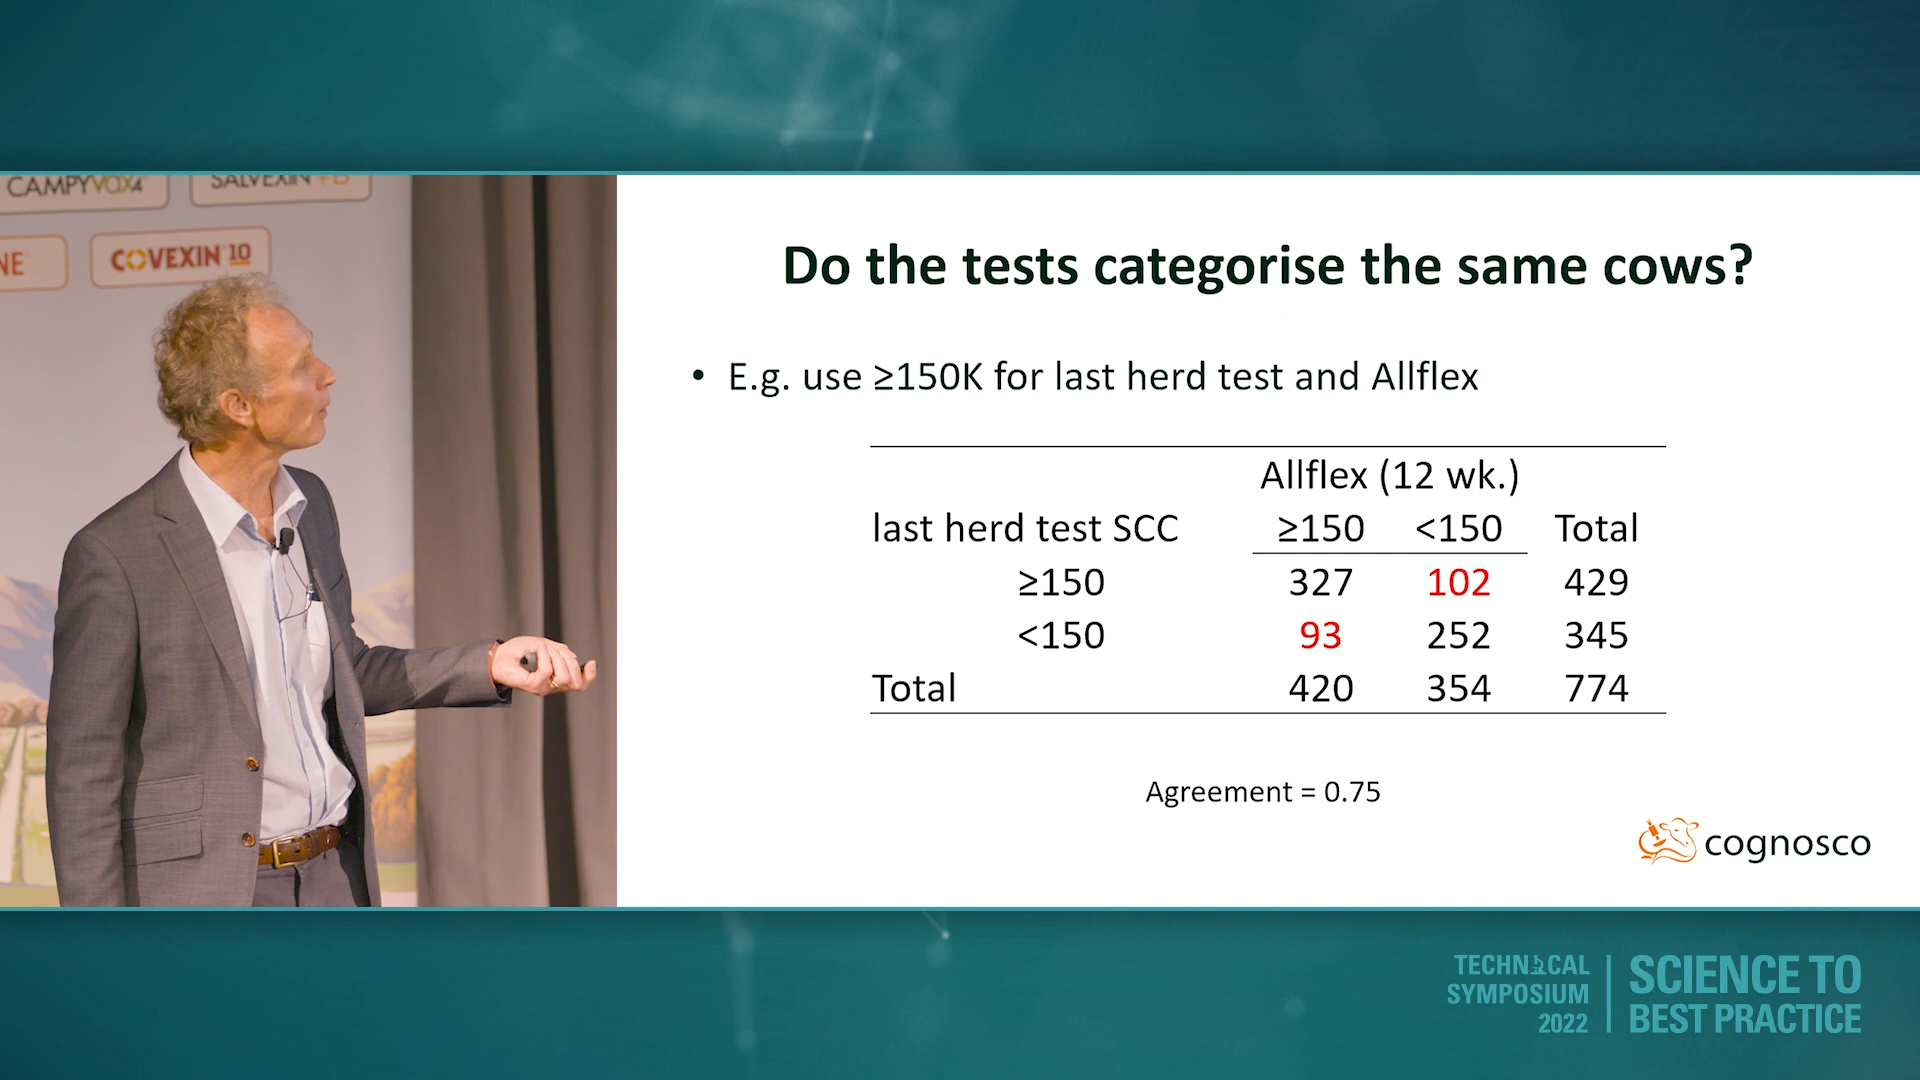 CAMPYVAX4
SALVEXIN+B
NE
COVEXIN 10
Do the tests categorise the same cows?
• E.g. use ≥150K for last herd test and Allflex
Allflex (12 wk.)
last herd test SCC ≥150 <150 Total
≥150 327 102 429
<150 93 252 345
Total 420 354 774
Agreement = 0.75
cognosco
TECHNICAL
SYMPOSIUM
2022
SCIENCE TO
BEST PRACTICE